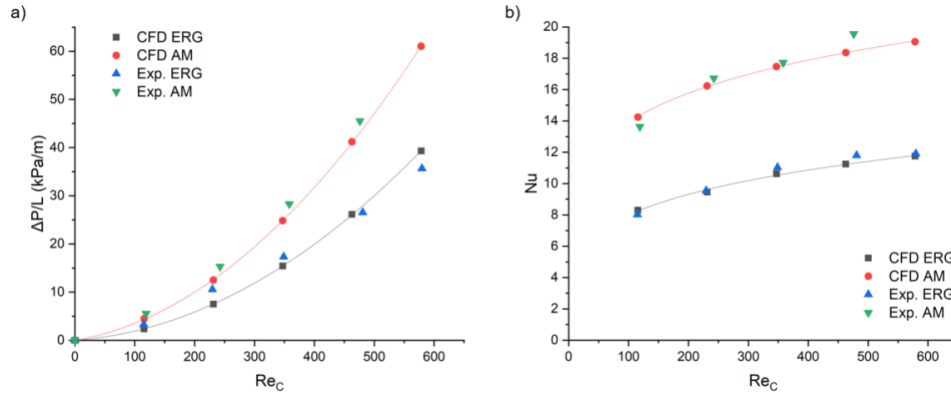 a)
CFD ERG
CFD AM
Exp. ERG
Exp. AM
ΔP/L (kPa/m)
60
50
40
30
20
10
0
0 100 200 300 400 500 600
Re_C
b)
Nu
20
18
16
14
12
10
8
6
4
2
0
CFD ERG
CFD AM
Exp. ERG
Exp. AM
0 100 200 300 400 500 600
Re_C